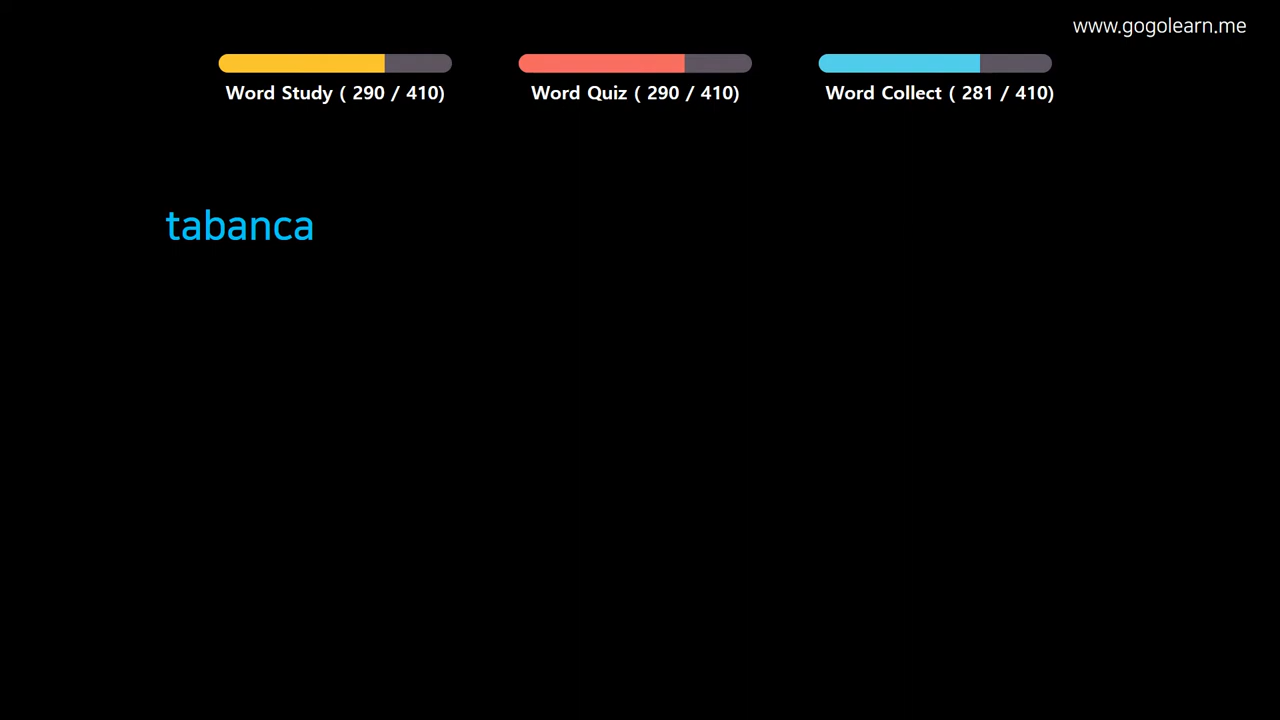 www.gogolearn.me
Word Study ( 290 / 410)
Word Quiz ( 290 / 410)
Word Collect ( 281 / 410)
tabanca